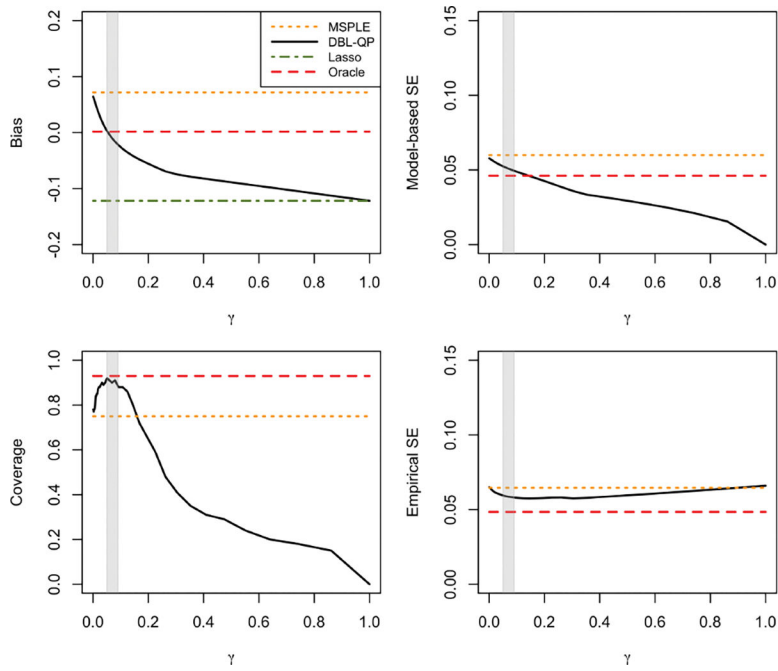 MSPLE
DBL-QP
Lasso
Oracle
Bias
0.2
0.1
0.0
-0.1
-0.2
0.0 0.2 0.4 0.6 0.8 1.0
γ
Model-based SE
0.15
0.10
0.05
0.00
0.0 0.2 0.4 0.6 0.8 1.0
γ
Coverage
1.0
0.8
0.6
0.4
0.2
0.0
0.0 0.2 0.4 0.6 0.8 1.0
γ
Empirical SE
0.15
0.10
0.05
0.00
0.0 0.2 0.4 0.6 0.8 1.0
γ